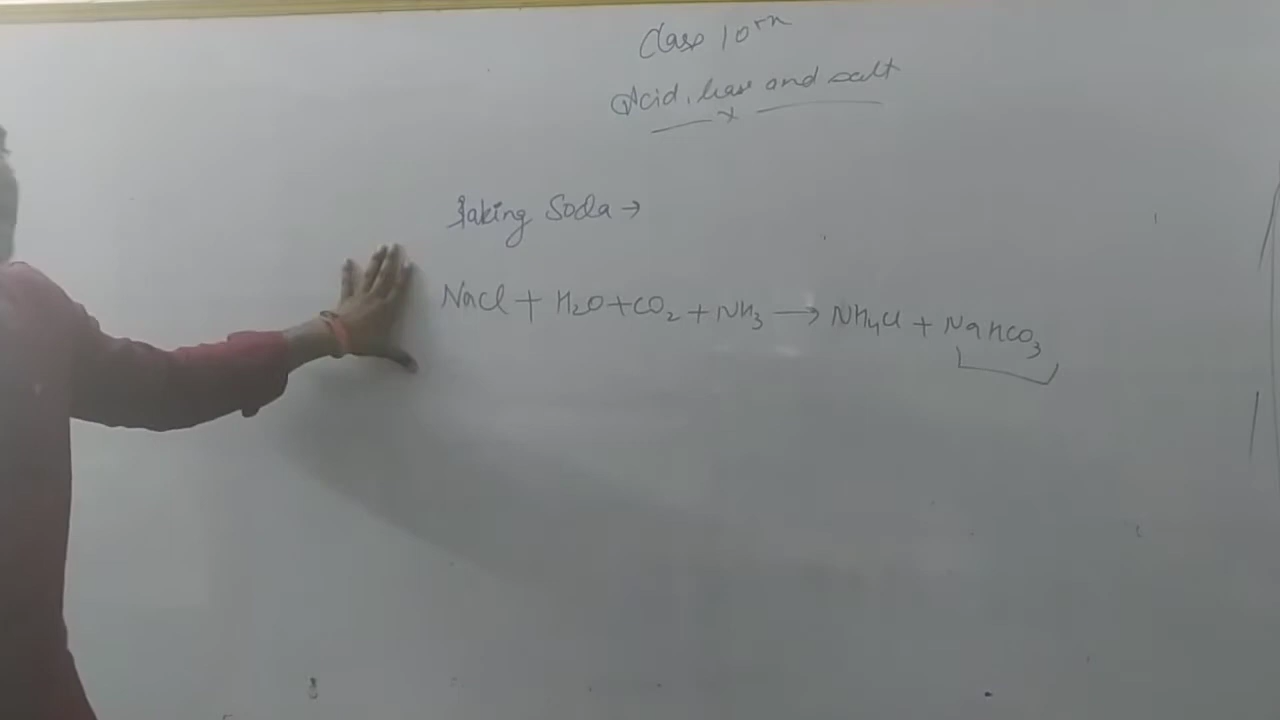 Class 10th
Acid, base and salt
Baking Soda →
NaCl + H₂O + CO₂ + NH₃ → NH₄Cl + NaHCO₃